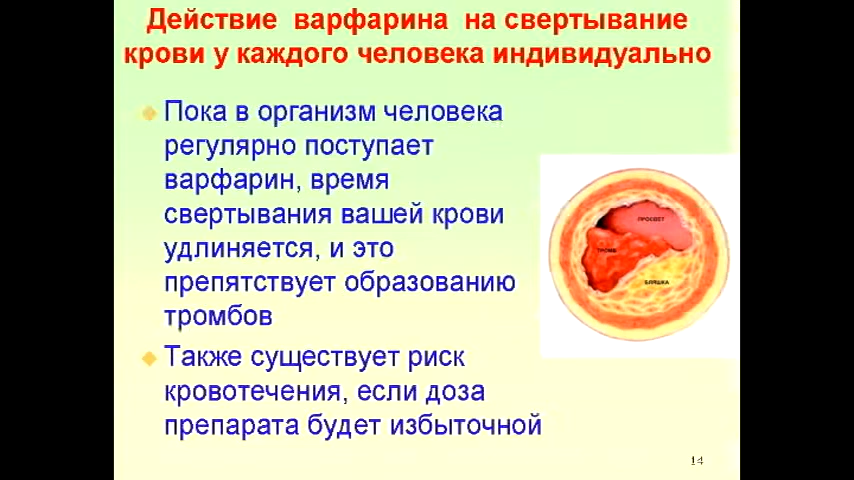 Действие варфарина на свертывание
крови у каждого человека индивидуально
Пока в организм человека
регулярно поступает
варфарин, время
свертывания вашей крови
удлиняется, и это
препятствует образованию
тромбов
Также существует риск
кровотечения, если доза
препарата будет избыточной
ПРОСВЕТ
ТРОМБ
БЛЯШКА
14